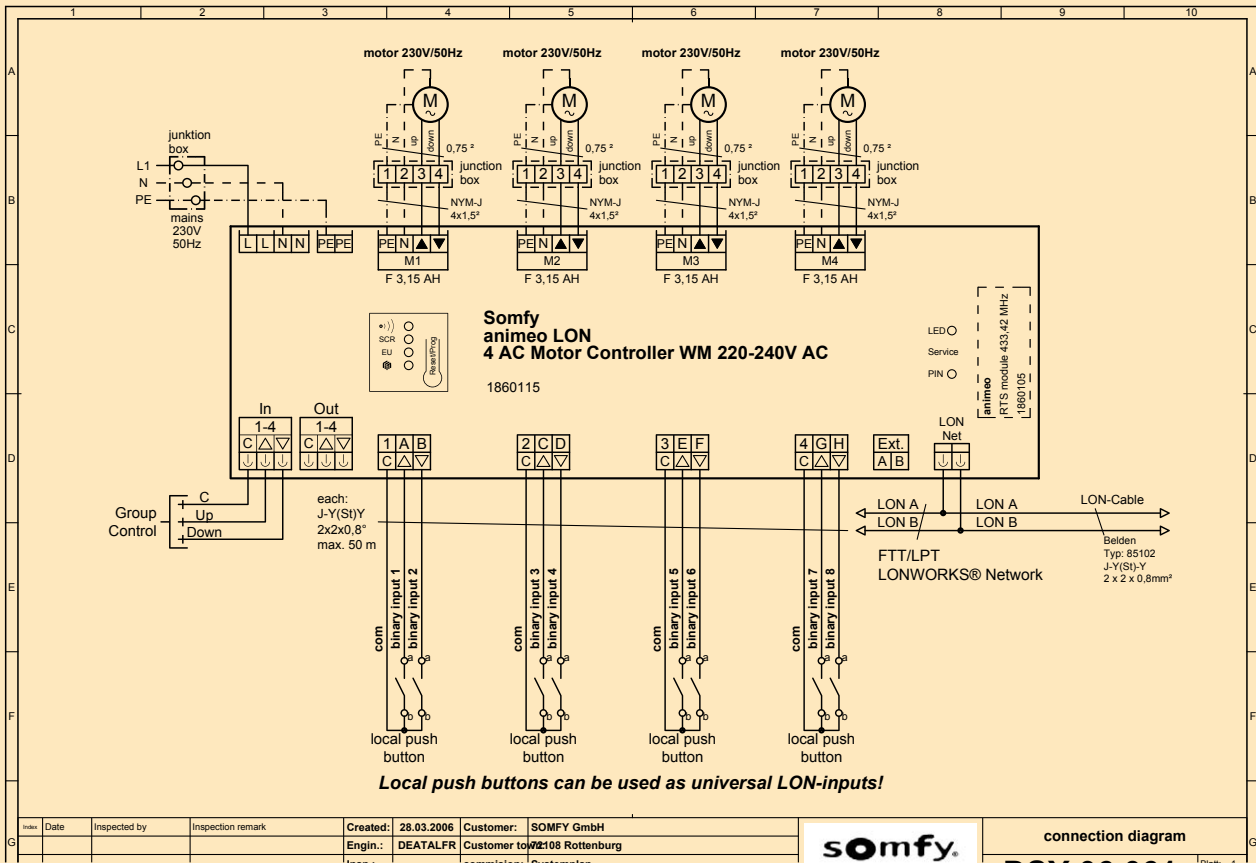 1 2 3 4 5 6 7 8 9 10
A A
B B
C C
D D
E E
F F
G
motor 230V/50Hz motor 230V/50Hz motor 230V/50Hz motor 230V/50Hz
M M M M
~ ~ ~ ~
PE N up down 0,75 ² PE N up down 0,75 ² PE N up down 0,75 ² PE N up down 0,75 ²
junktion
box
L1
N
PE
mains
230V
50Hz
1 2 3 4 junction box 1 2 3 4 junction box 1 2 3 4 junction box 1 2 3 4 junction box
NYM-J 4x1,5² NYM-J 4x1,5² NYM-J 4x1,5² NYM-J 4x1,5²
L L N N PE PE
PE N ▲ ▼ PE N ▲ ▼ PE N ▲ ▼ PE N ▲ ▼
M1 M2 M3 M4
F 3,15 AH F 3,15 AH F 3,15 AH F 3,15 AH
SCR
EU
Reset/Prog
Somfy
animeo LON
4 AC Motor Controller WM 220-240V AC
1860115
LED
Service
PIN
animeo
RTS module 433,42 MHz
1860105
In Out
1-4 1-4
C △ ▽ C △ ▽
1 A B 2 C D 3 E F 4 G H
C △ ▽ C △ ▽ C △ ▽ C △ ▽
Ext.
A B
LON
Net
Group
Control
C
Up
Down
each:
J-Y(St)Y
2x2x0,8°
max. 50 m
LON A LON A
LON B LON B
LON-Cable
FTT/LPT
LONWORKS® Network
Belden
Typ: 85102
J-Y(St)-Y
2 x 2 x 0,8mm²
com binary input 1 binary input 2
com binary input 3 binary input 4
com binary input 5 binary input 6
com binary input 7 binary input 8
a a a a a a a a
b b b b b b b b
local push button local push button local push button local push button
Local push buttons can be used as universal LON-inputs!
Index Date Inspected by Inspection remark
Created: 28.03.2006 Customer: SOMFY GmbH
Engin.: DEATALFR Customer 72108 Rottenburg
somfy.
connection diagram